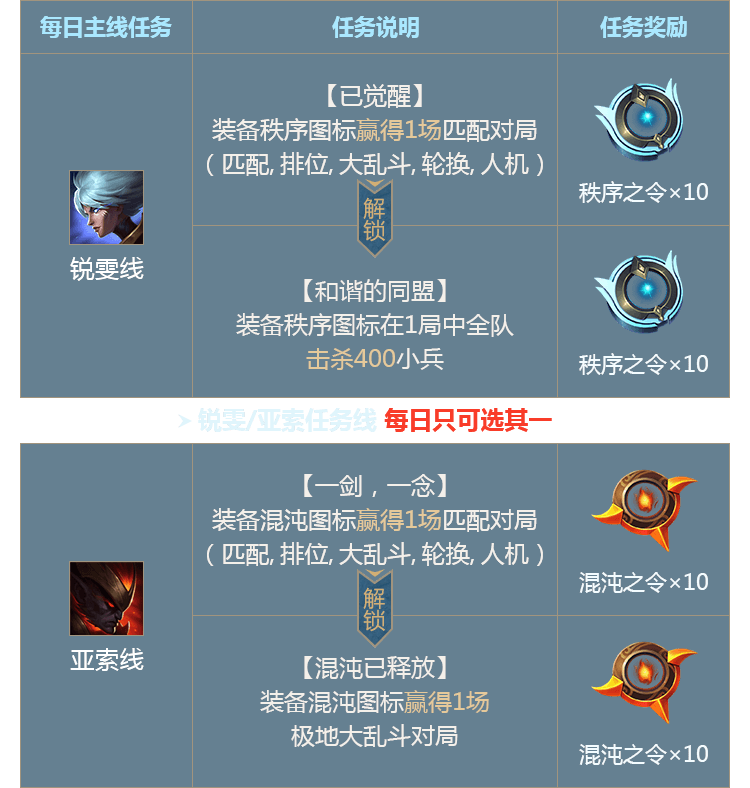 每日主线任务 任务说明 任务奖励
【已觉醒】
装备秩序图标赢得1场匹配对局
（匹配,排位,大乱斗,轮换,人机）
秩序之令×10
解锁
锐雯线
【和谐的同盟】
装备秩序图标在1局中全队
击杀400小兵
秩序之令×10
➤ 锐雯/亚索任务线 每日只可选其一
【一剑，一念】
装备混沌图标赢得1场匹配对局
（匹配,排位,大乱斗,轮换,人机）
混沌之令×10
解锁
亚索线
【混沌已释放】
装备混沌图标赢得1场
极地大乱斗对局
混沌之令×10